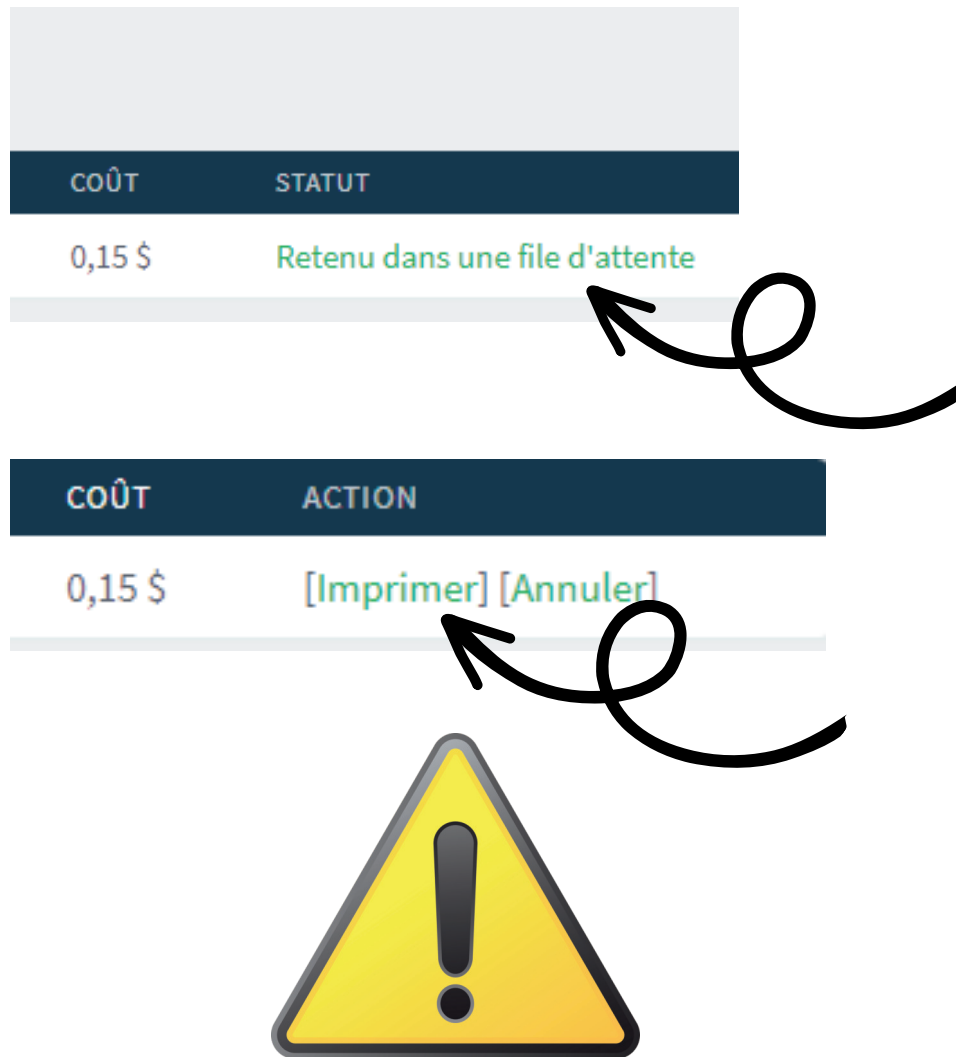 COÛT STATUT
0,15 $ Retenu dans une file d'attente
COÛT ACTION
0,15 $ [Imprimer] [Annuler]